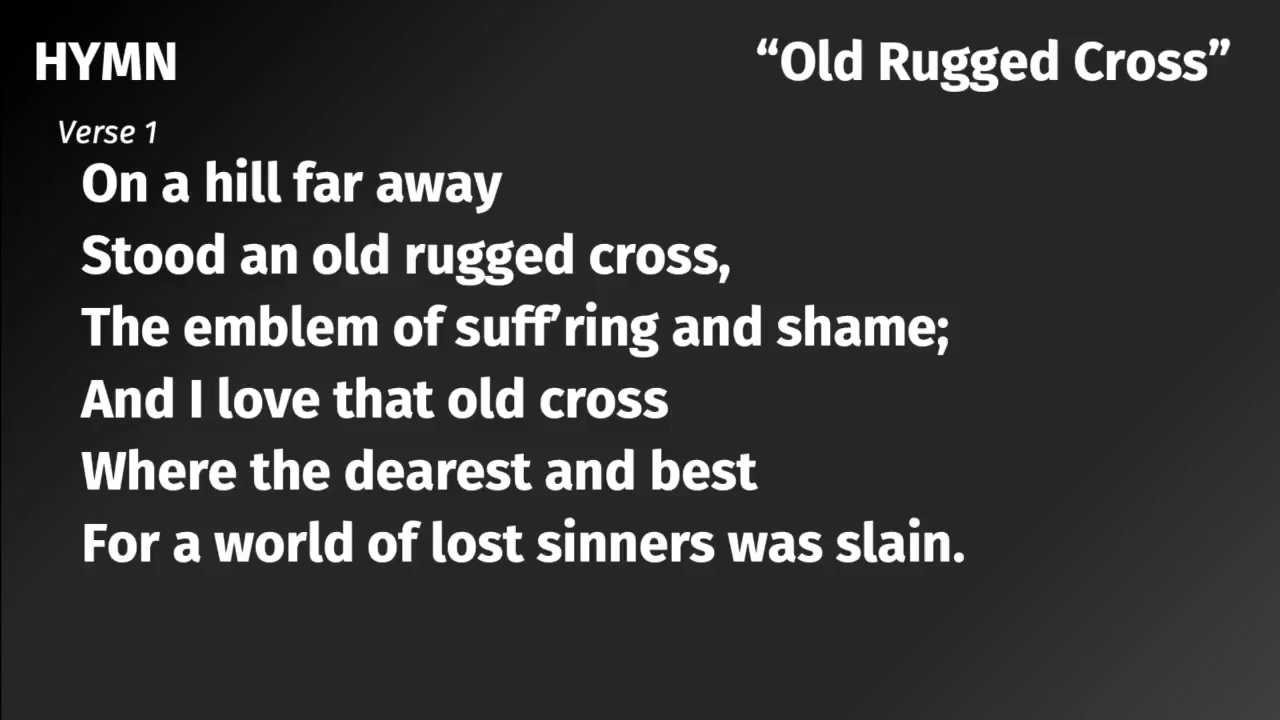 HYMN “Old Rugged Cross”
Verse 1
On a hill far away
Stood an old rugged cross,
The emblem of suff’ring and shame;
And I love that old cross
Where the dearest and best
For a world of lost sinners was slain.